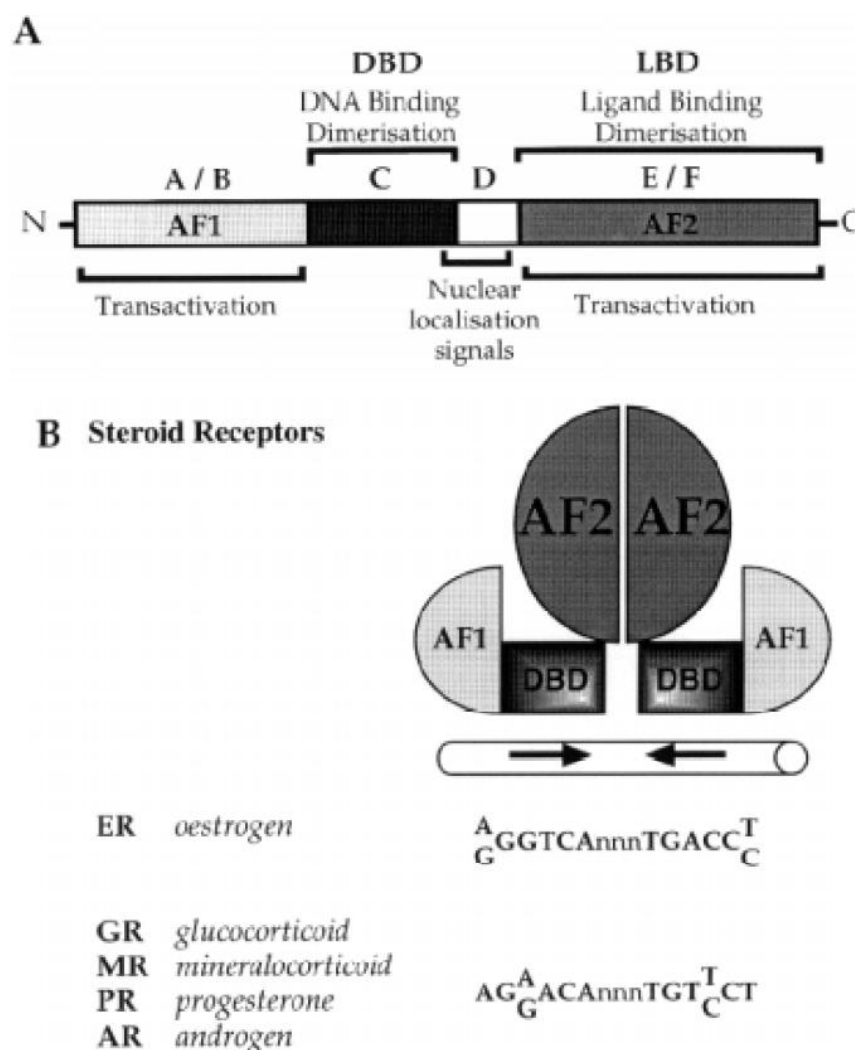 A
DBD
DNA Binding
Dimerisation
LBD
Ligand Binding
Dimerisation
A / B
C
D
E / F
N
AF1
AF2
C
Transactivation
Nuclear
localisation
signals
Transactivation
B Steroid Receptors
AF2 AF2
AF1
DBD
DBD
AF1
ER oestrogen
A
G GGTCAnnnTGACC T
C
GR glucocorticoid
MR mineralocorticoid
PR progesterone
AR androgen
AG A
G ACAnnnTGT T
C CT